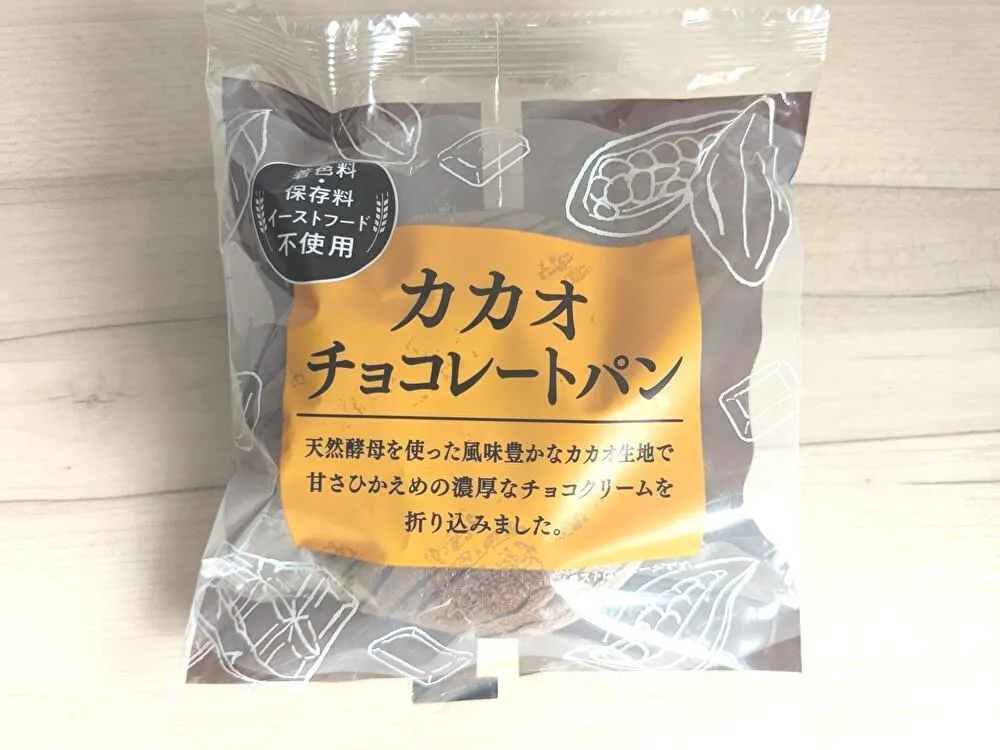 着色料・
保存料
イーストフード
不使用
カカオ
チョコレートパン
天然酵母を使った風味豊かなカカオ生地で
甘さひかえめの濃厚なチョコクリームを
折り込みました。